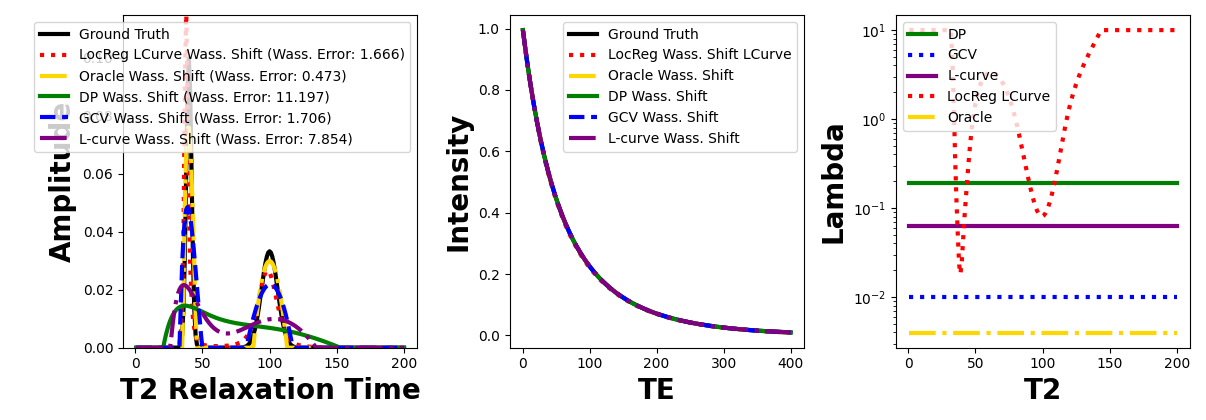 Ground Truth
LocReg LCurve Wass. Shift (Wass. Error: 1.666)
Oracle Wass. Shift (Wass. Error: 0.473)
DP Wass. Shift (Wass. Error: 11.197)
GCV Wass. Shift (Wass. Error: 1.706)
L-curve Wass. Shift (Wass. Error: 7.854)
Amplitude
0.10
0.08
0.06
0.04
0.02
0.00
0 50 100 150 200
T2 Relaxation Time
Ground Truth
LocReg Wass. Shift LCurve
Oracle Wass. Shift
DP Wass. Shift
GCV Wass. Shift
L-curve Wass. Shift
Intensity
1.0
0.8
0.6
0.4
0.2
0.0
0 100 200 300 400
TE
DP
GCV
L-curve
LocReg LCurve
Oracle
Lambda
10¹
10⁰
10⁻¹
10⁻²
0 50 100 150 200
T2